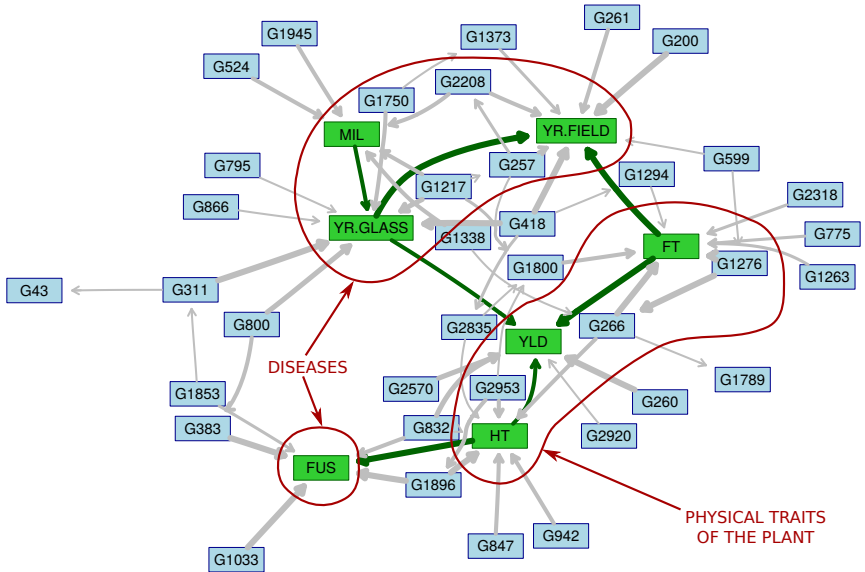 G261
G1945
G1373
G200
G524
G2208
G1750
MIL
YR.FIELD
G795
G257
G599
G1294
G1217
G2318
G866
YR.GLASS
G418
G1338
FT
G775
G1800
G1276
G1263
G43
G311
G800
G2835
G266
YLD
DISEASES
G1789
G1853
G2570
G2953
G260
G383
G832
HT
G2920
FUS
G1896
PHYSICAL TRAITS
OF THE PLANT
G847
G942
G1033